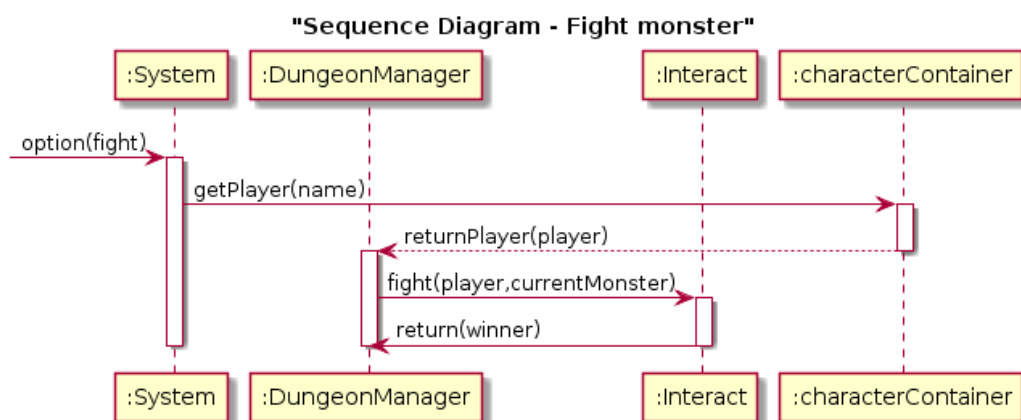 "Sequence Diagram - Fight monster"
:System :DungeonManager :Interact :characterContainer
option(fight)
getPlayer(name)
returnPlayer(player)
fight(player,currentMonster)
return(winner)
:System :DungeonManager :Interact :characterContainer